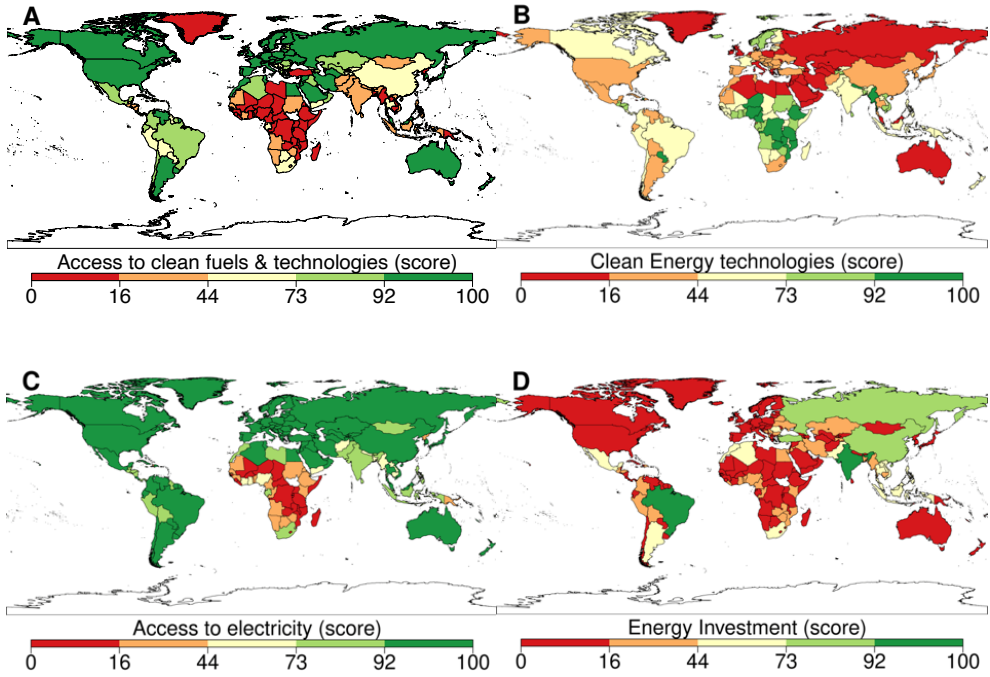 A
B
Access to clean fuels & technologies (score)
0 16 44 73 92 100
Clean Energy technologies (score)
0 16 44 73 92 100
C
D
Access to electricity (score)
0 16 44 73 92 100
Energy Investment (score)
0 16 44 73 92 100